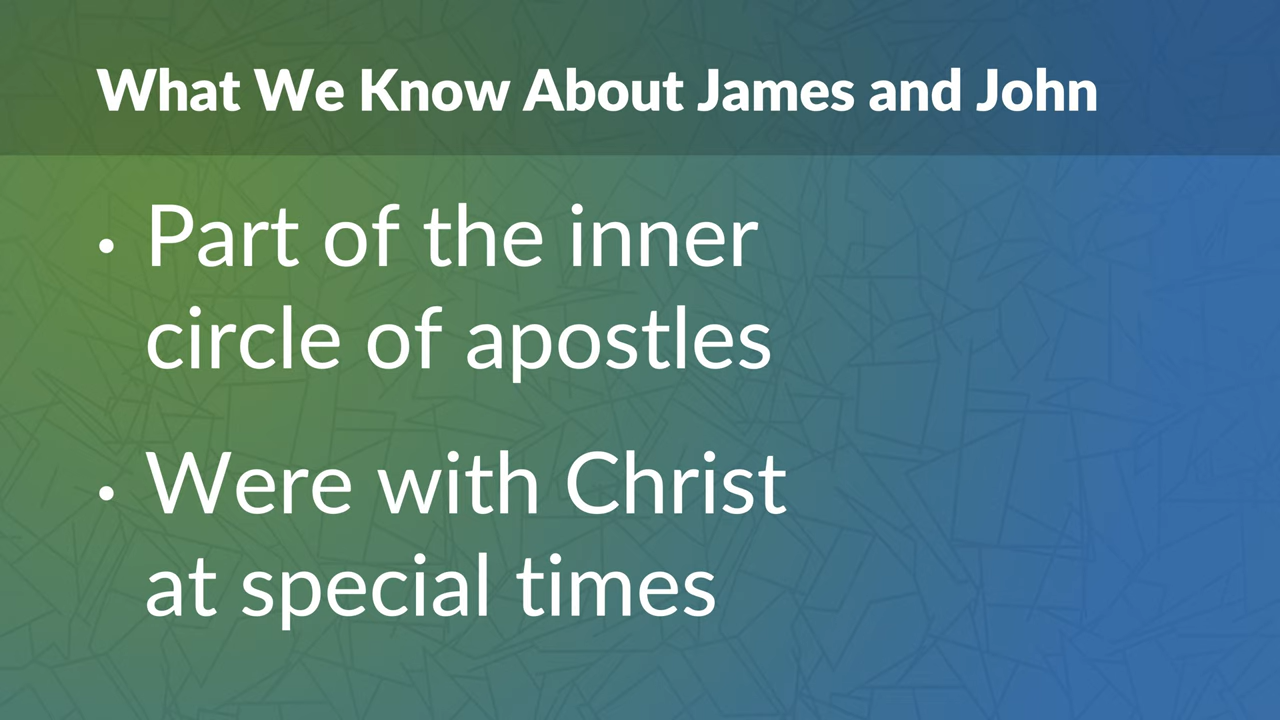 What We Know About James and John
• Part of the inner
circle of apostles
• Were with Christ
at special times